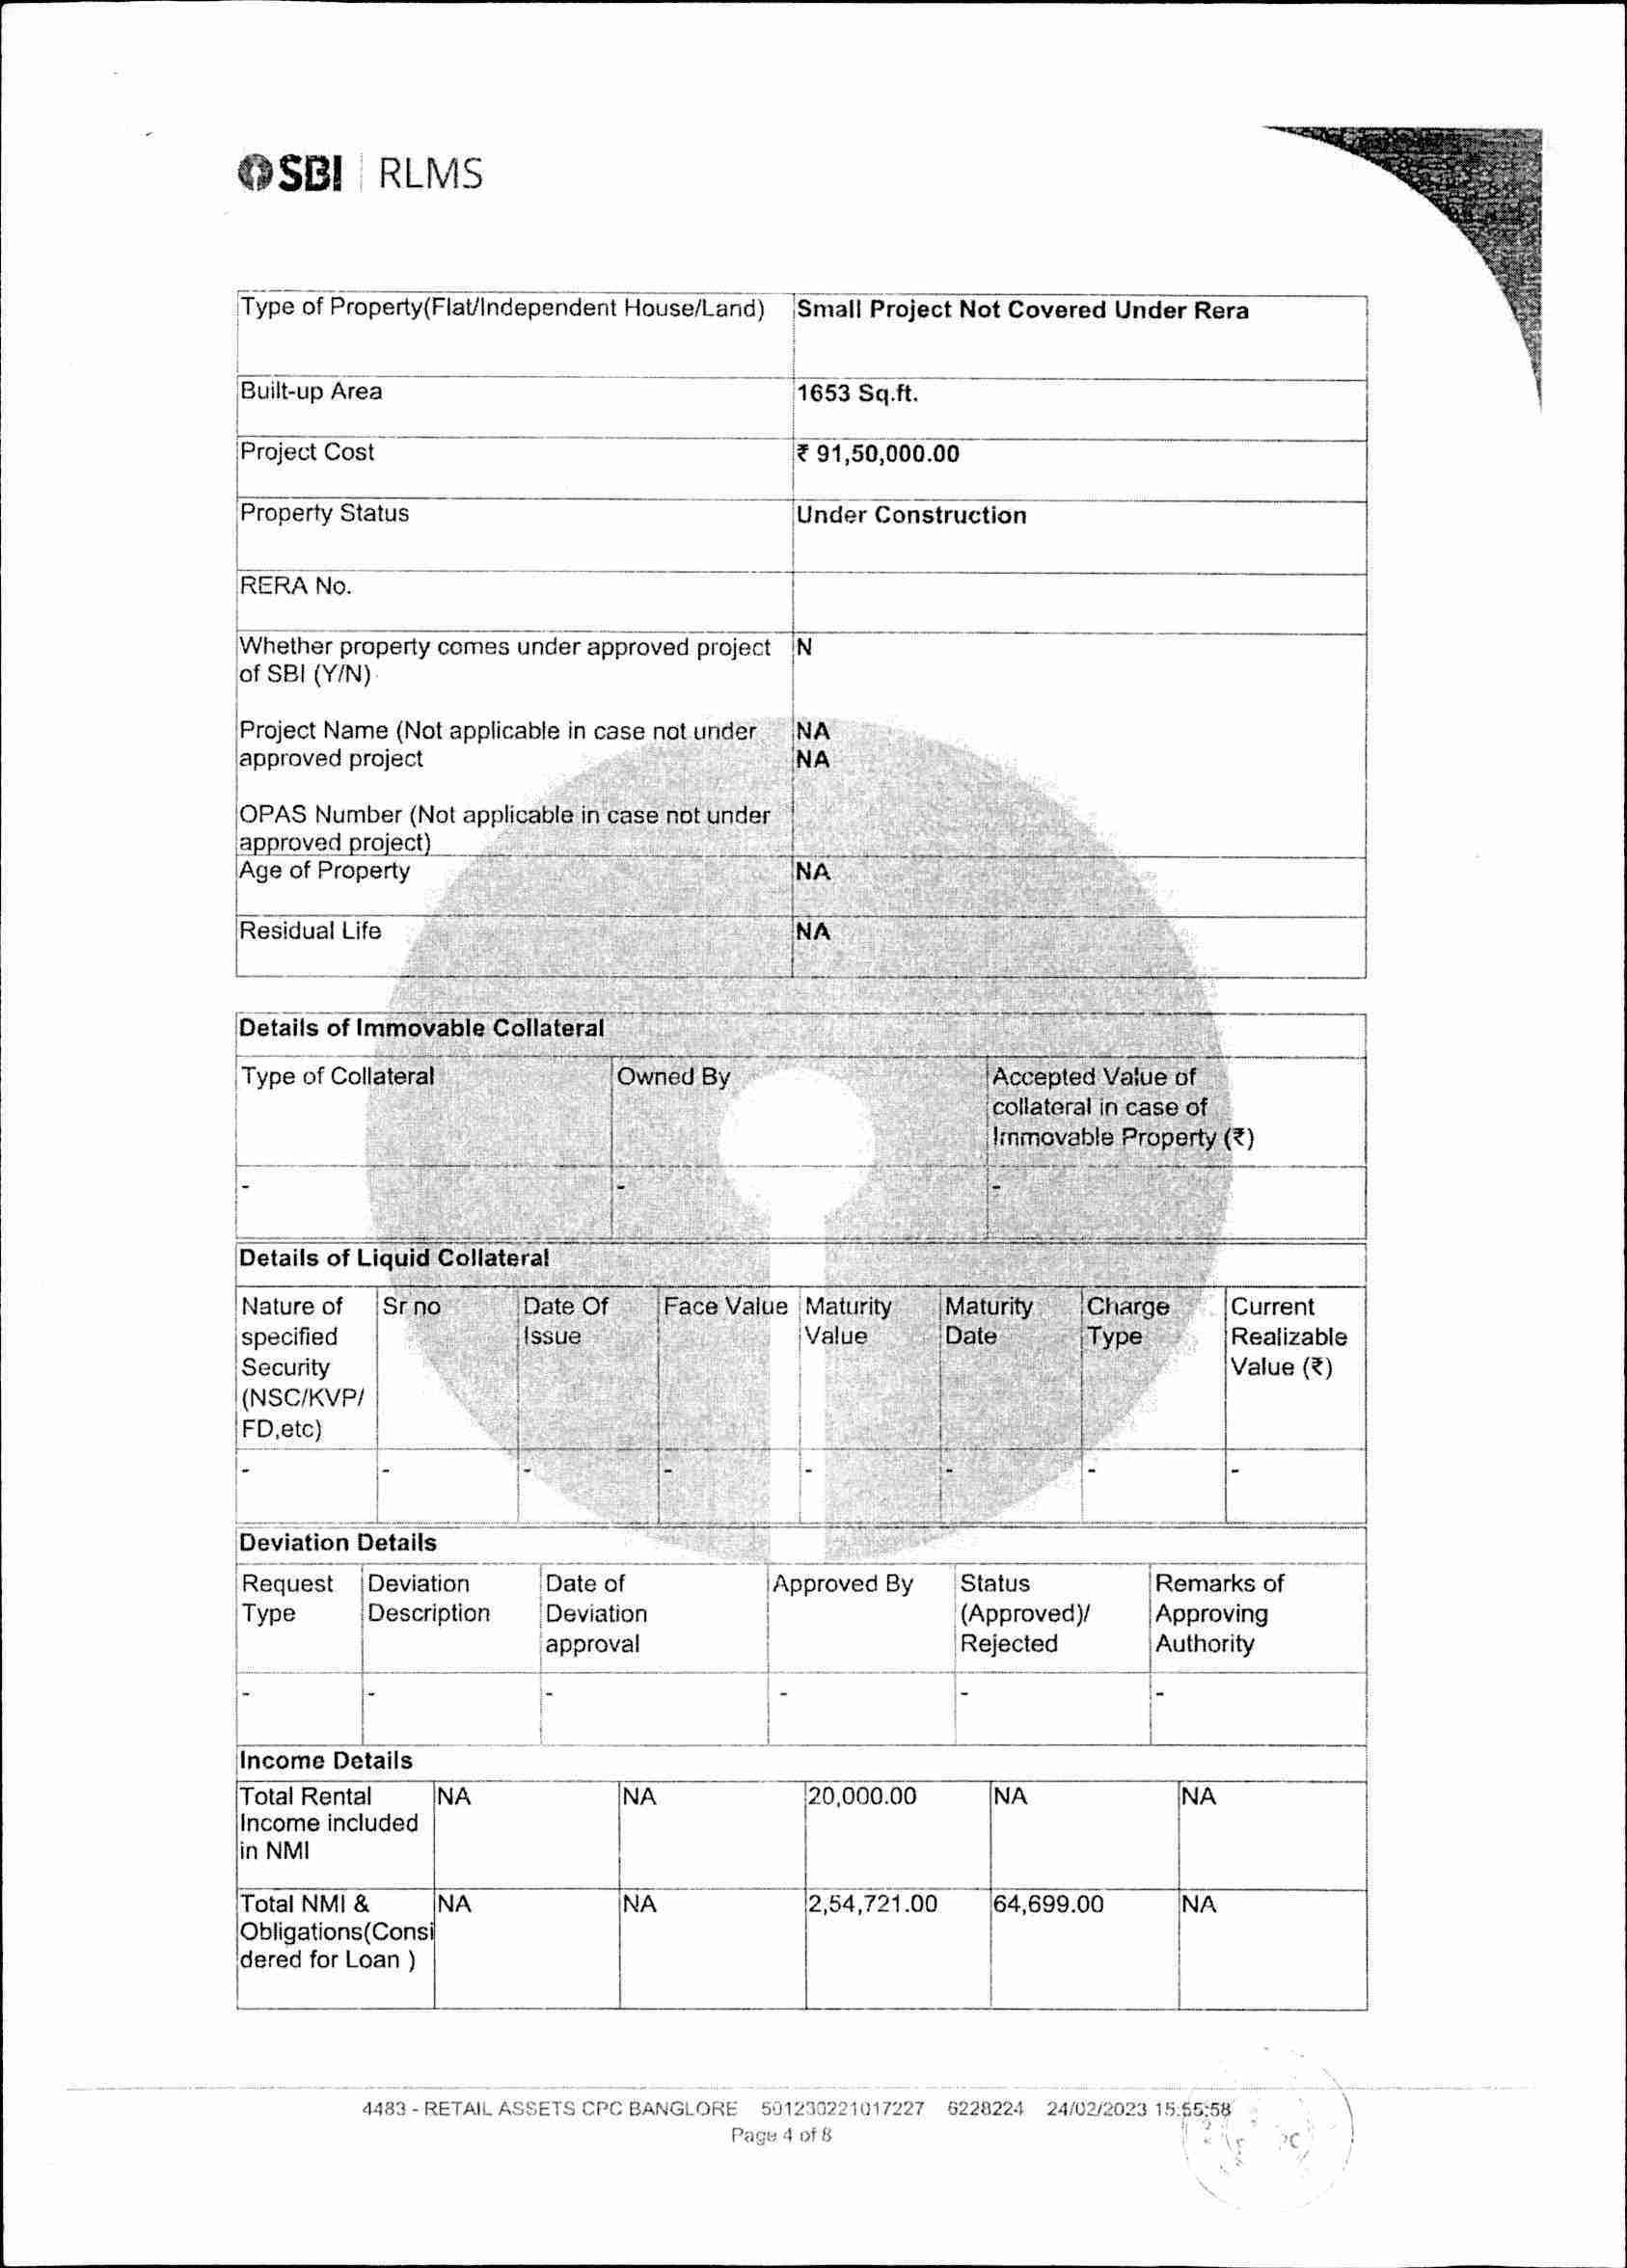 SBI RLMS
Type of Property(Flat/Independent House/Land) Small Project Not Covered Under Rera
Built-up Area 1653 Sq.ft.
Project Cost ₹ 91,50,000.00
Property Status Under Construction
RERA No.
Whether property comes under approved project N
of SBI (Y/N)
Project Name (Not applicable in case not under NA
approved project NA
OPAS Number (Not applicable in case not under
approved project)
Age of Property NA
Residual Life NA
Details of Immovable Collateral
Type of Collateral Owned By Accepted Value of
collateral in case of
Immovable Property (₹)
- - -
Details of Liquid Collateral
Nature of Sr no Date Of Face Value Maturity Maturity Charge Current
specified Issue Value Date Type Realizable
Security Value (₹)
(NSC/KVP/
FD,etc)
- - - - - - - -
Deviation Details
Request Deviation Date of Approved By Status Remarks of
Type Description Deviation (Approved)/ Approving
approval Rejected Authority
- - - - - -
Income Details
Total Rental NA NA 20,000.00 NA NA
Income included
in NMI
Total NMI & NA NA 2,54,721.00 64,699.00 NA
Obligations(Consi
dered for Loan )
4483 - RETAIL ASSETS CPC BANGLORE 501230221017227 6228224 24/02/2023 15:55:58
Page 4 of 8